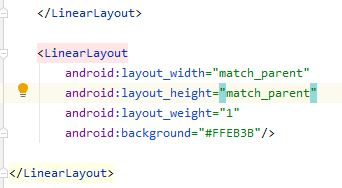 </LinearLayout>
<LinearLayout
android:layout_width="match_parent"
android:layout_height="match_parent"
android:layout_weight="1"
android:background="#FFEB3B"/>
</LinearLayout>